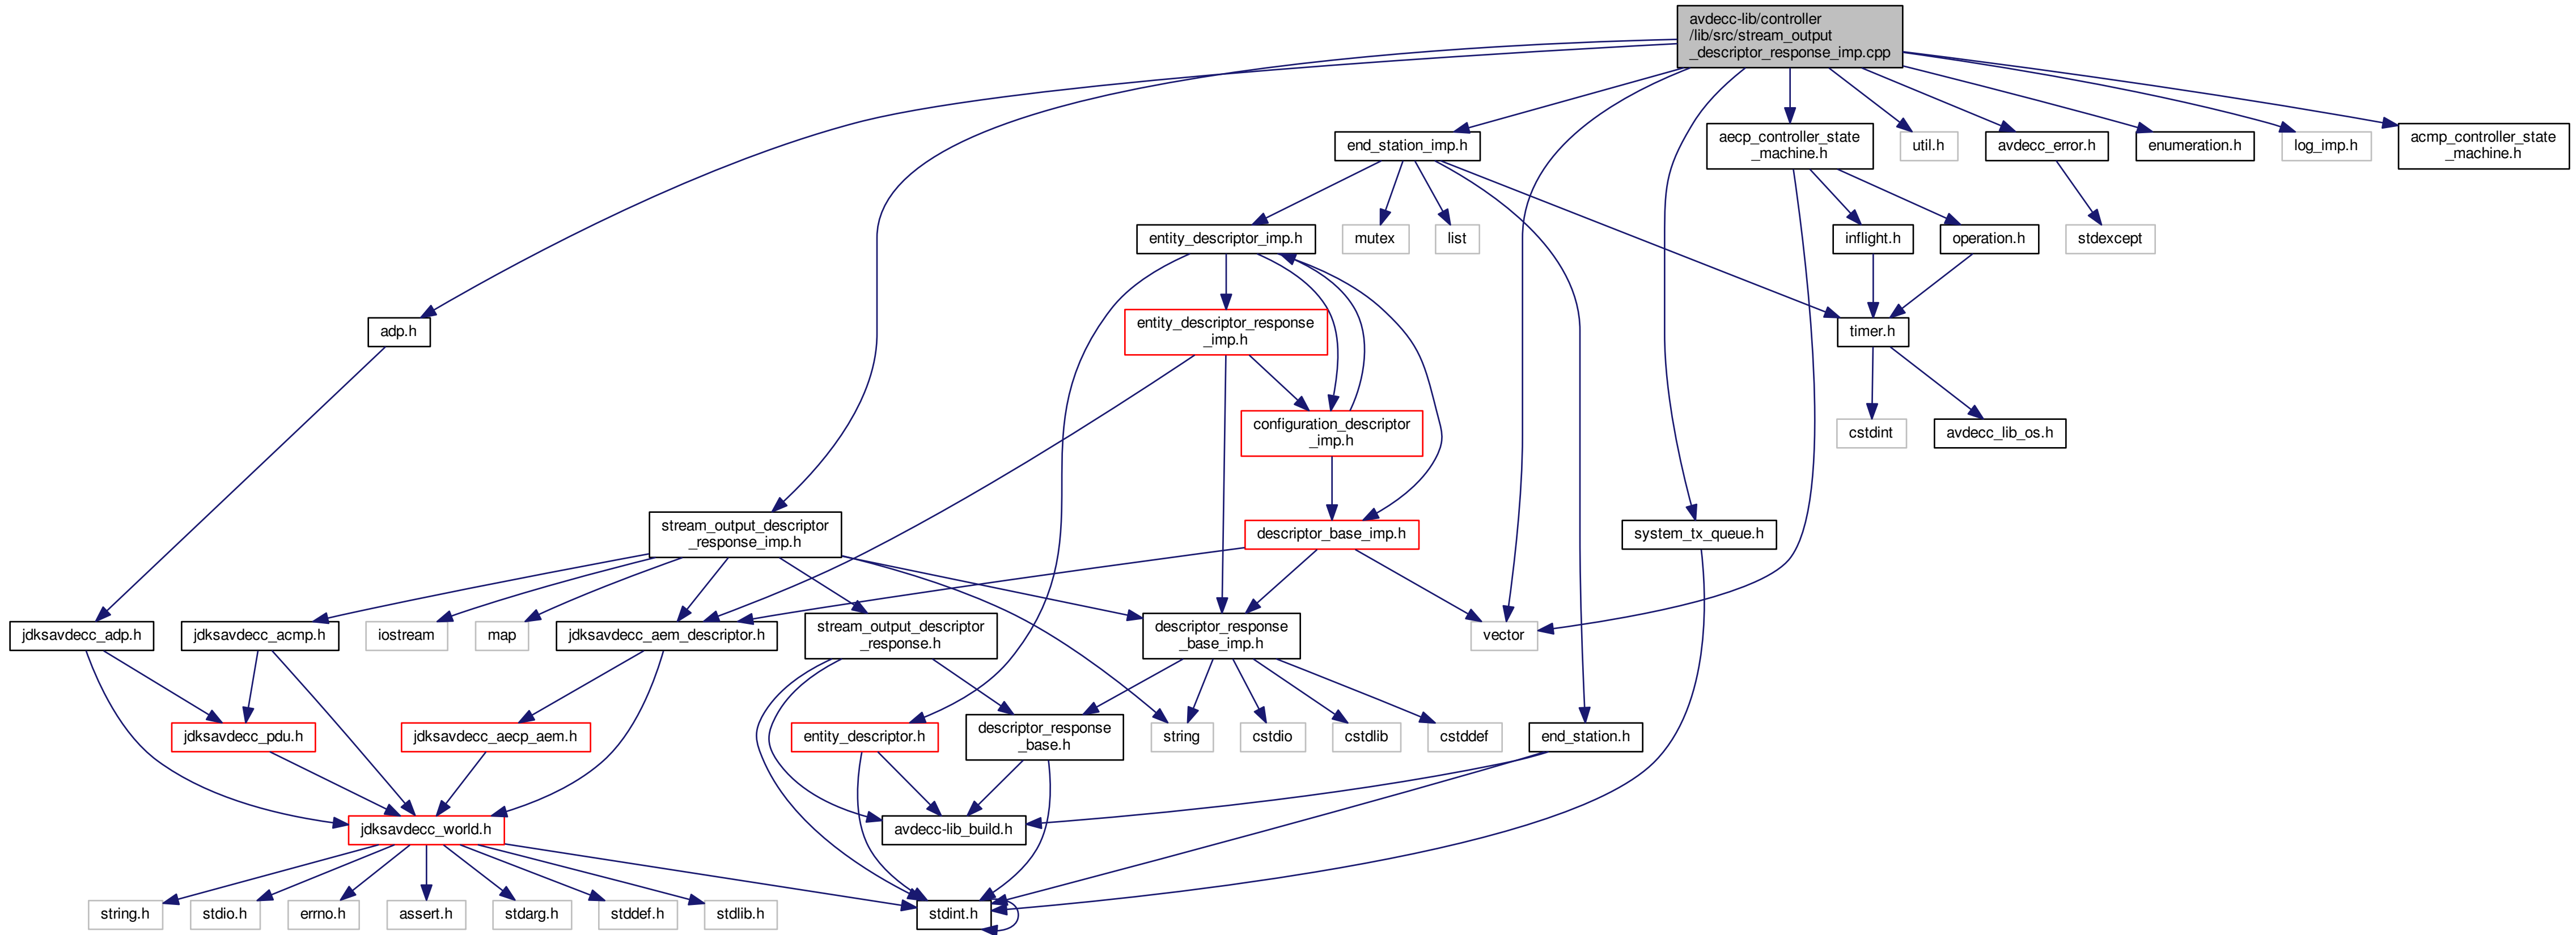 avdecc-lib/controller
/lib/src/stream_output
_descriptor_response_imp.cpp
end_station_imp.h
aecp_controller_state
_machine.h
util.h
avdecc_error.h
enumeration.h
log_imp.h
acmp_controller_state
_machine.h
entity_descriptor_imp.h
mutex
list
inflight.h
operation.h
stdexcept
adp.h
entity_descriptor_response
_imp.h
timer.h
configuration_descriptor
_imp.h
cstdint
avdecc_lib_os.h
stream_output_descriptor
_response_imp.h
descriptor_base_imp.h
system_tx_queue.h
jdksavdecc_adp.h
jdksavdecc_acmp.h
iostream
map
jdksavdecc_aem_descriptor.h
stream_output_descriptor
_response.h
descriptor_response
_base_imp.h
vector
jdksavdecc_pdu.h
jdksavdecc_aecp_aem.h
entity_descriptor.h
descriptor_response
_base.h
string
cstdio
cstdlib
cstddef
end_station.h
jdksavdecc_world.h
avdecc-lib_build.h
string.h
stdio.h
errno.h
assert.h
stdarg.h
stddef.h
stdlib.h
stdint.h